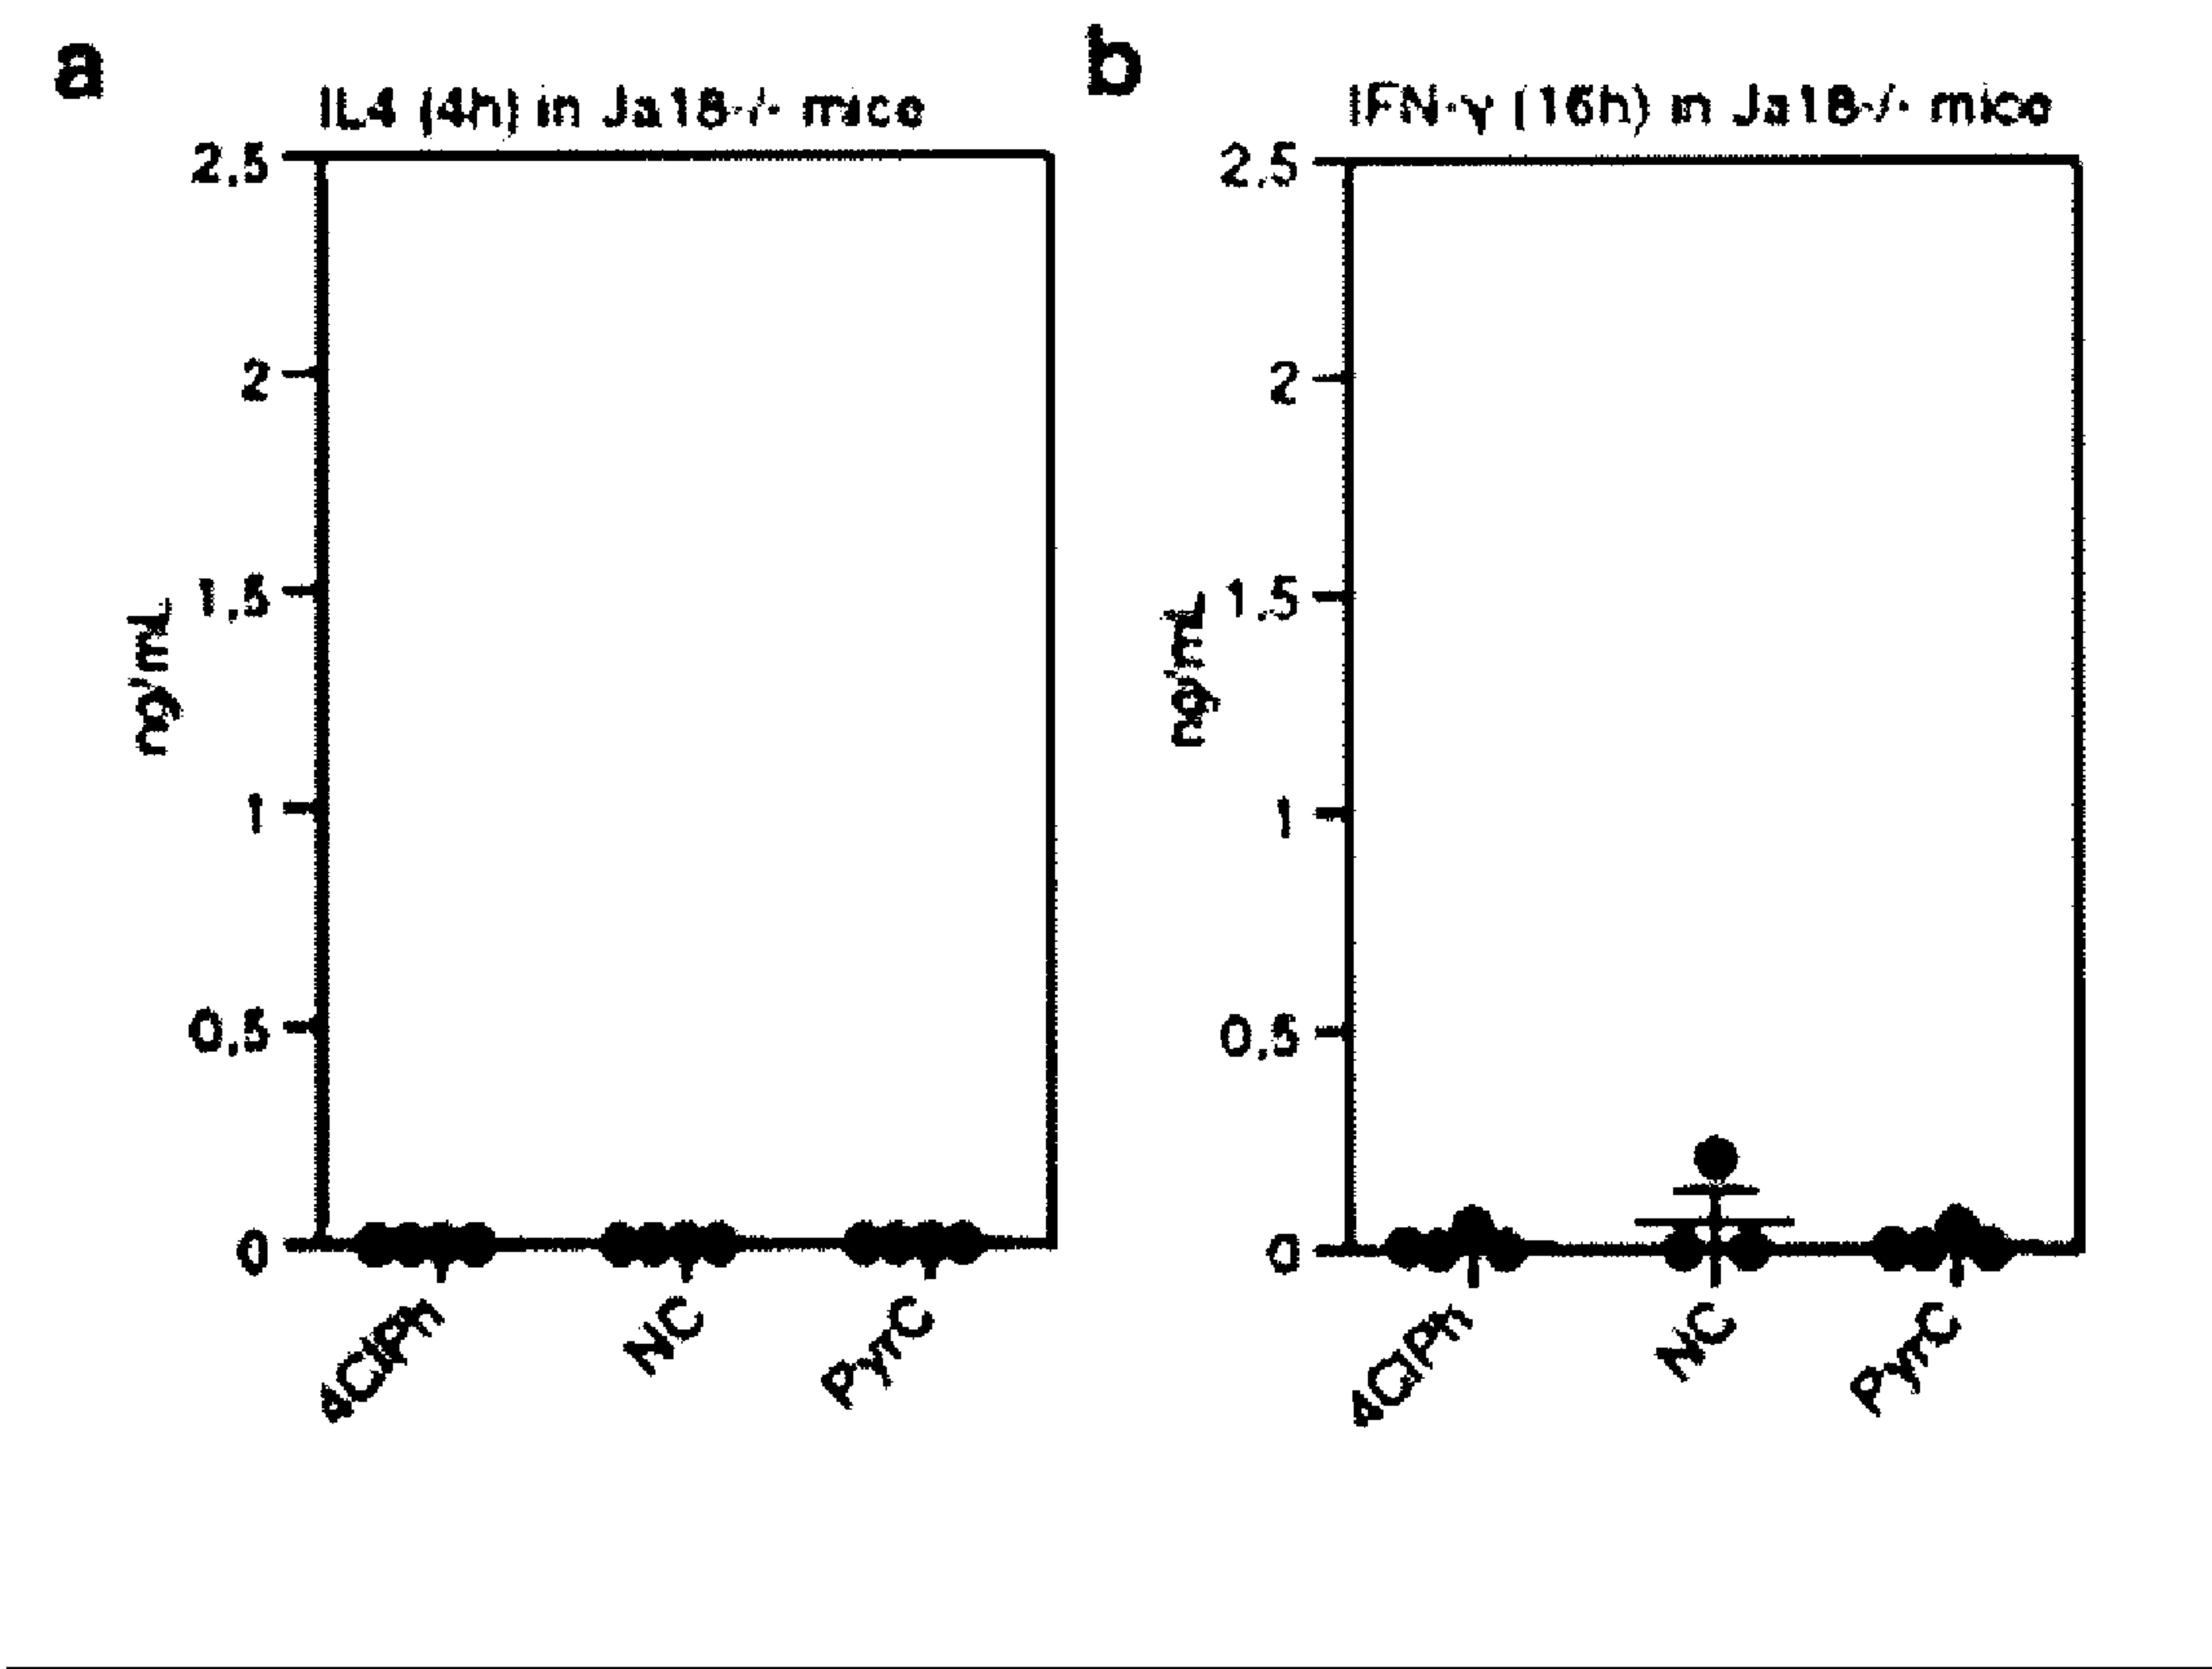 a
IL4 (4h) in Ja18-/- mice
2,5
2
1,5
1
0,5
0
ng/mL
4ClPh
NC
PyrC
b
IFN-γ (16h) in Ja18-/- mice
2,5
2
1,5
1
0,5
0
ng/mL
4ClPh
NC
PyrC